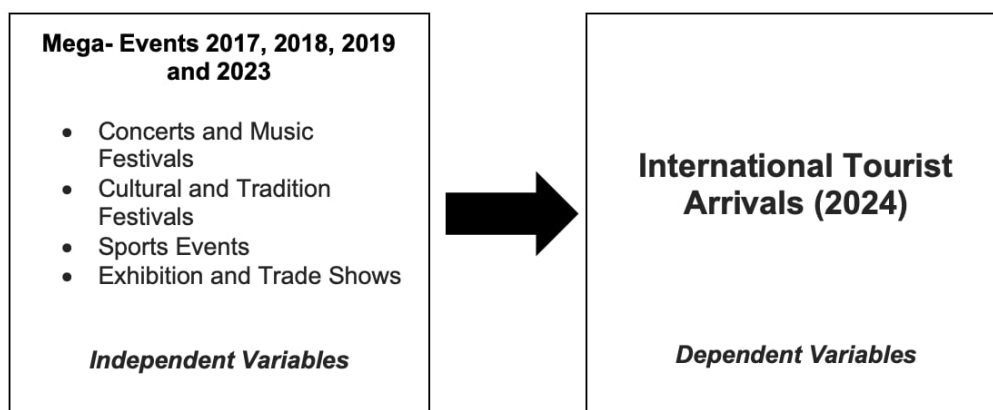 Mega- Events 2017, 2018, 2019
and 2023
• Concerts and Music
Festivals
• Cultural and Tradition
Festivals
• Sports Events
• Exhibition and Trade Shows
Independent Variables
International Tourist
Arrivals (2024)
Dependent Variables